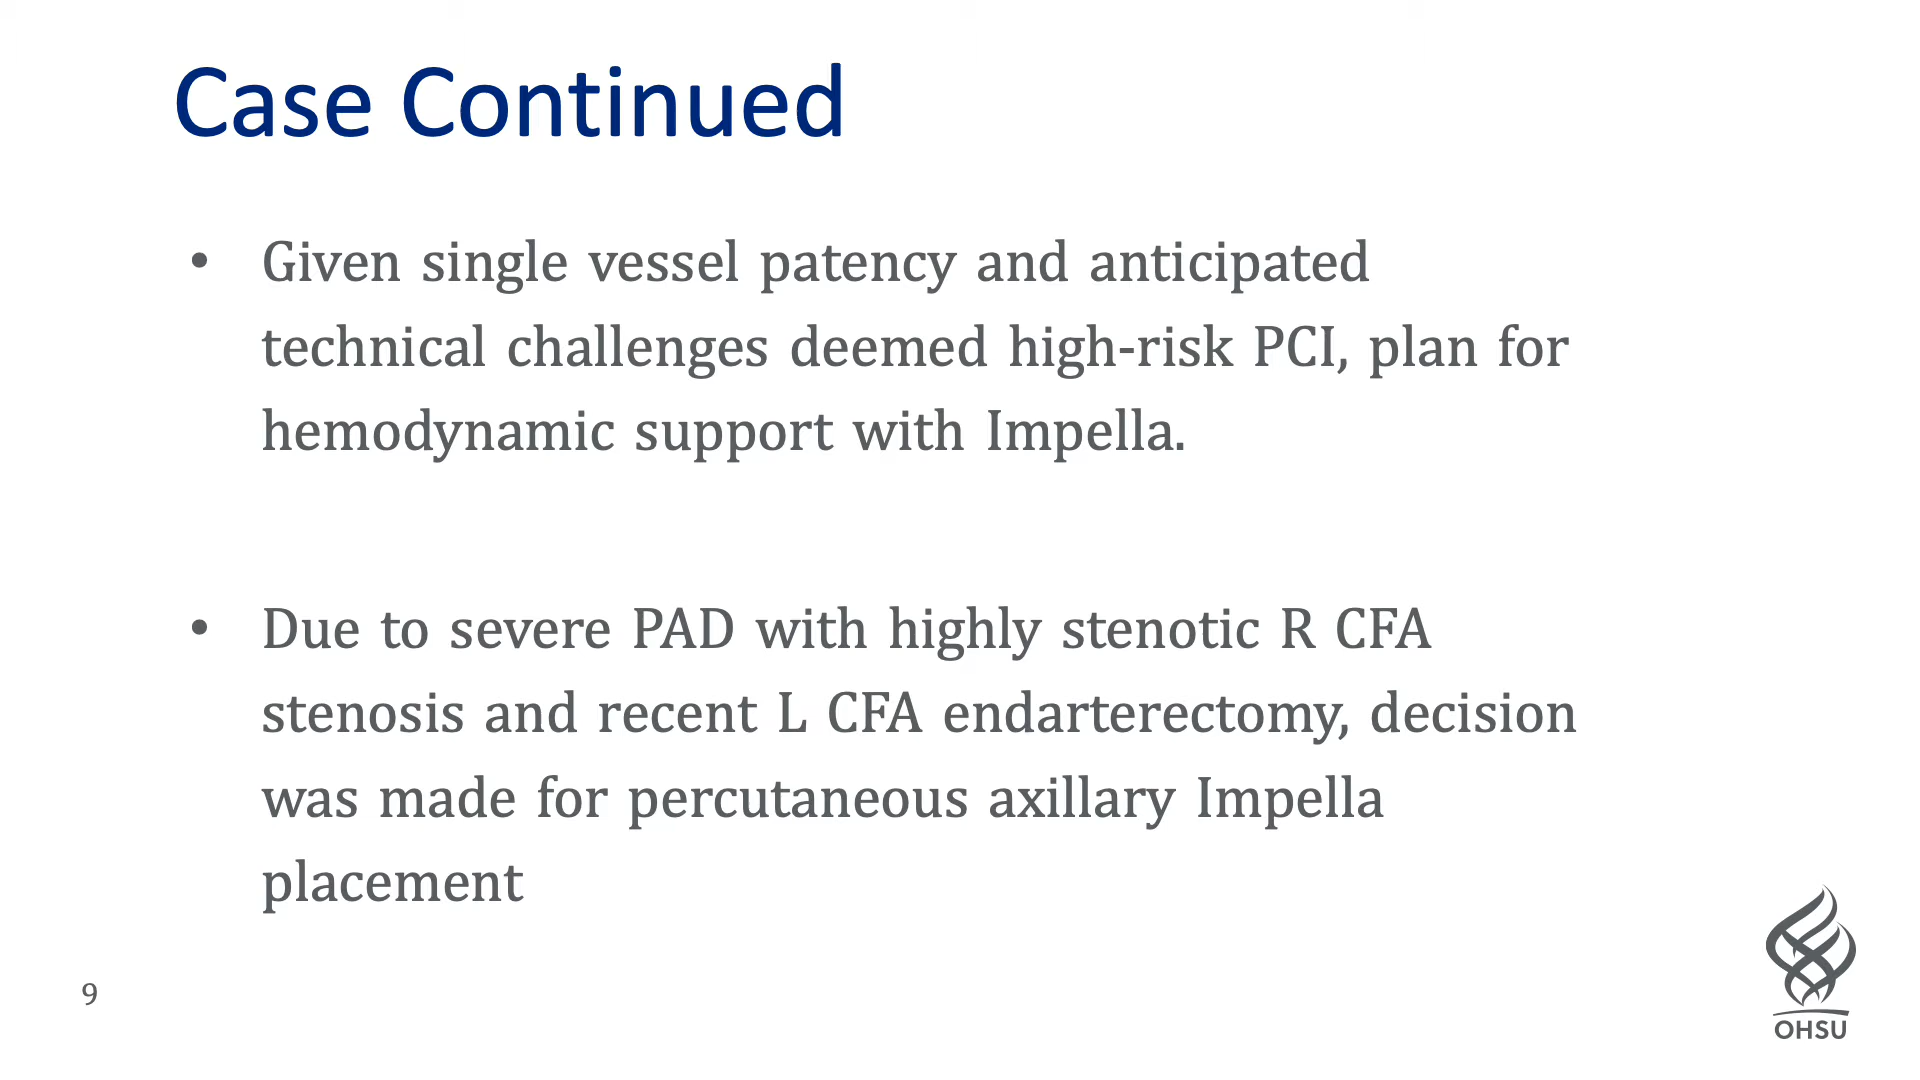 Case Continued
• Given single vessel patency and anticipated
technical challenges deemed high-risk PCI, plan for
hemodynamic support with Impella.
• Due to severe PAD with highly stenotic R CFA
stenosis and recent L CFA endarterectomy, decision
was made for percutaneous axillary Impella
placement
9
OHSU